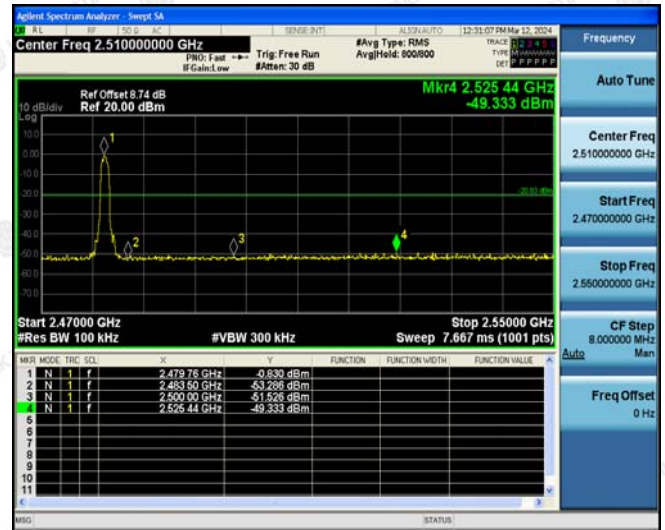 Agilent Spectrum Analyzer - Swept SA
RL RF 50 Ω AC SENSE:INT ALIGN AUTO 12:31:07 PM Mar 12, 2024
Center Freq 2.510000000 GHz
PNO: Fast
IFGain:Low
Trig: Free Run
#Atten: 30 dB
#Avg Type: RMS
Avg|Hold: 800/800
TRACE 1 2 3 4 5 6
TYPE
DET P P P P P P
Ref Offset 8.74 dB
Ref 20.00 dBm
10 dB/div
Log
Mkr4 2.525 44 GHz
-49.333 dBm
10.0
0.00
-10.0
-20.0
-30.0
-40.0
-50.0
-60.0
-70.0
1
2
3
4
Start 2.47000 GHz
Stop 2.55000 GHz
#Res BW 100 kHz
#VBW 300 kHz
Sweep 7.667 ms (1001 pts)
MKR MODE TRC SCL X Y FUNCTION FUNCTION WIDTH FUNCTION VALUE
1 N 1 f 2.479 76 GHz -0.830 dBm
2 N 1 f 2.483 50 GHz -53.286 dBm
3 N 1 f 2.500 00 GHz -51.526 dBm
4 N 1 f 2.525 44 GHz -49.333 dBm
5
6
7
8
9
10
11
MSG
STATUS
Frequency
Auto Tune
Center Freq
2.510000000 GHz
Start Freq
2.470000000 GHz
Stop Freq
2.550000000 GHz
CF Step
8.000000 MHz
Auto Man
Freq Offset
0 Hz